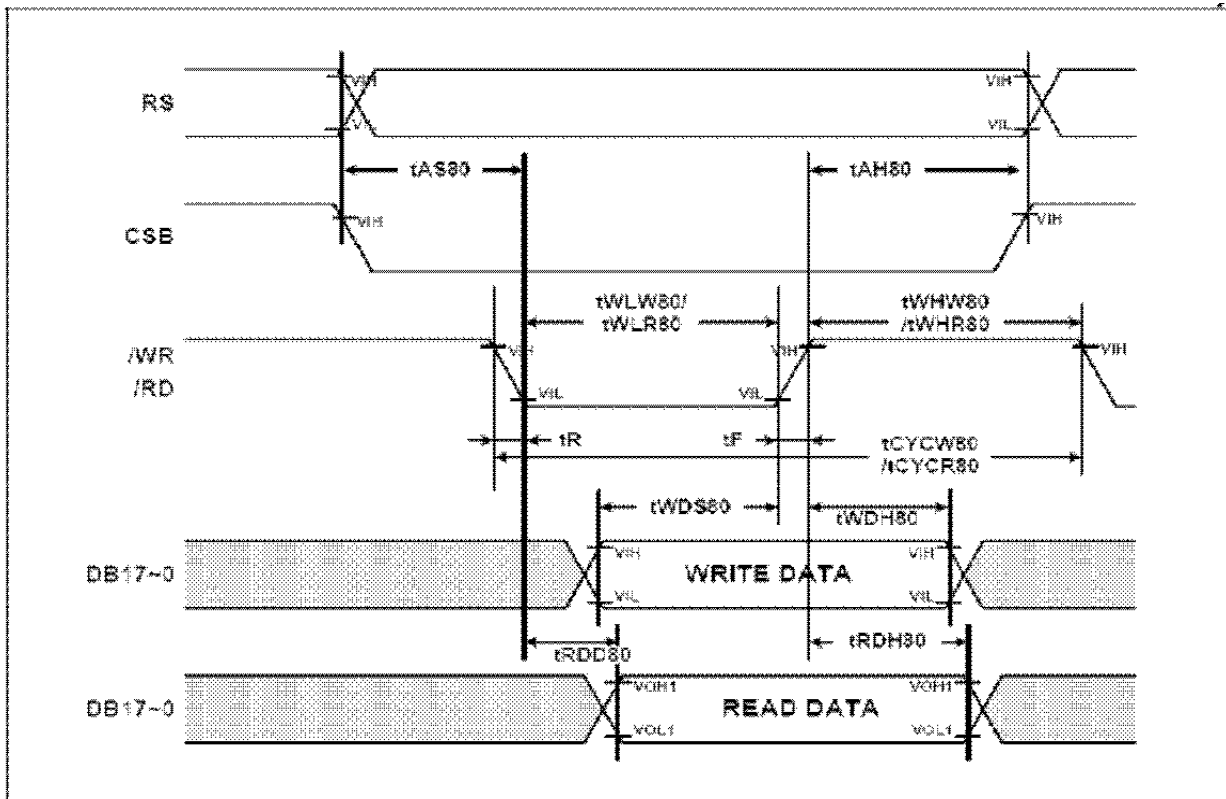 RS
VIH
VIL
VIH
VIL
tAS80
tAH80
CSB
VIH
VIH
tWLW80/
tWLR80
tWHW80
/tWHR80
/WR
/RD
VIH
VIL
VIL
VIH
VIH
tR
tF
tCYCW80
/tCYCR80
tWDS80
tWDH80
DB17~0
VIH
VIL
WRITE DATA
VIH
VIL
tRDD80
tRDH80
DB17~0
VOH1
VOL1
READ DATA
VOH1
VOL1